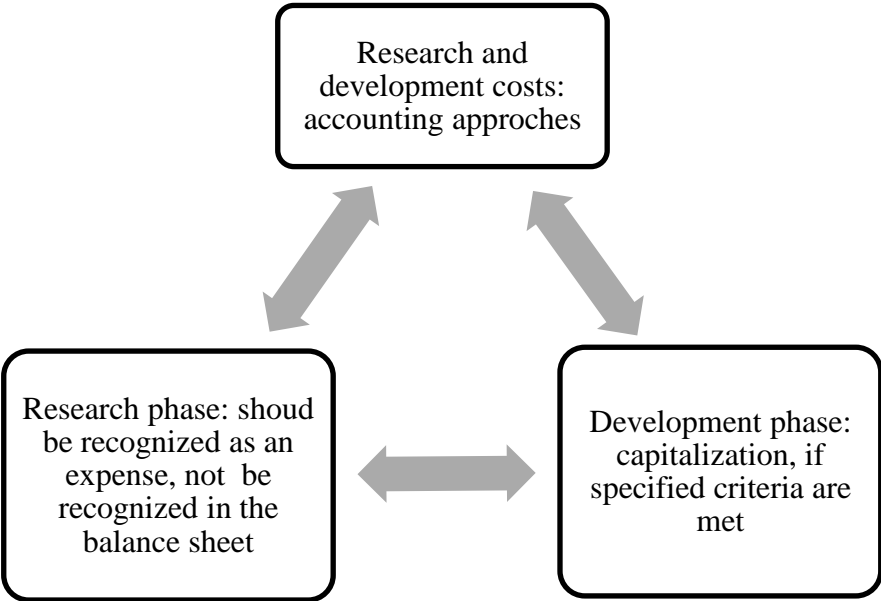 Research and
development costs:
accounting approches
Research phase: shoud
be recognized as an
expense, not  be
recognized in the
balance sheet
Development phase:
capitalization, if
specified criteria are
met